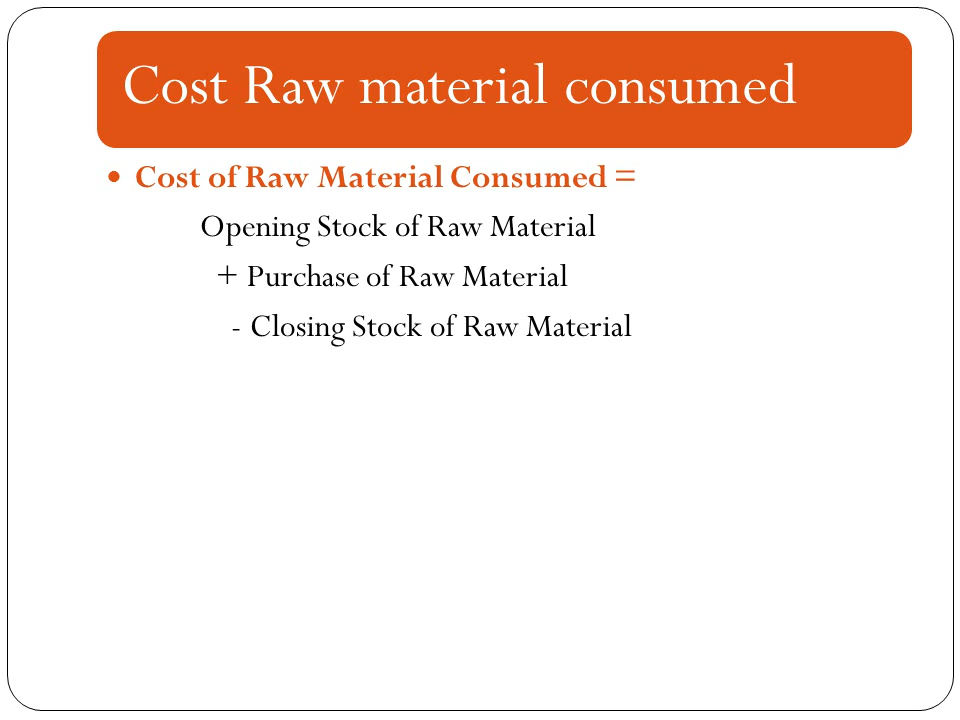 Cost Raw material consumed
• Cost of Raw Material Consumed =
Opening Stock of Raw Material
+ Purchase of Raw Material
- Closing Stock of Raw Material